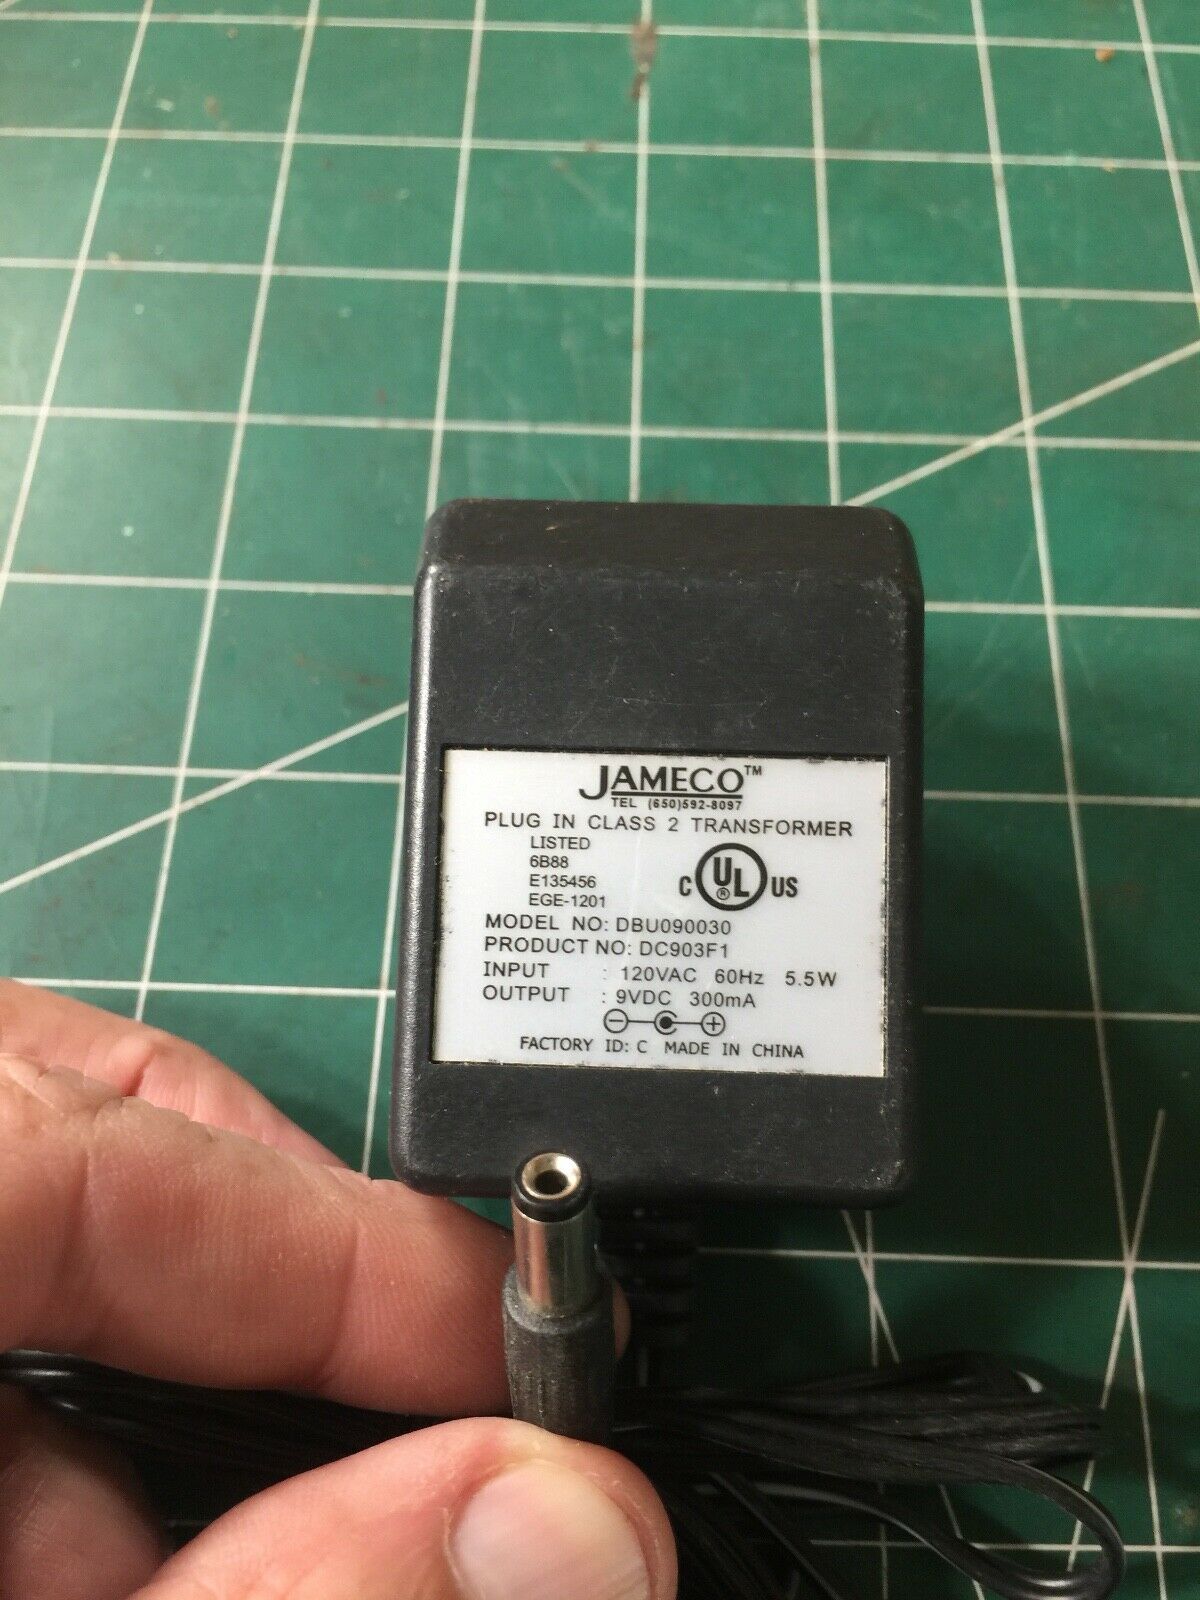 JAMECO™
TEL (650)592-8097
PLUG IN CLASS 2 TRANSFORMER
LISTED
6B88
E135456
EGE-1201
C UL ® US
MODEL NO: DBU090030
PRODUCT NO: DC903F1
INPUT : 120VAC 60Hz 5.5W
OUTPUT : 9VDC 300mA
FACTORY ID: C MADE IN CHINA